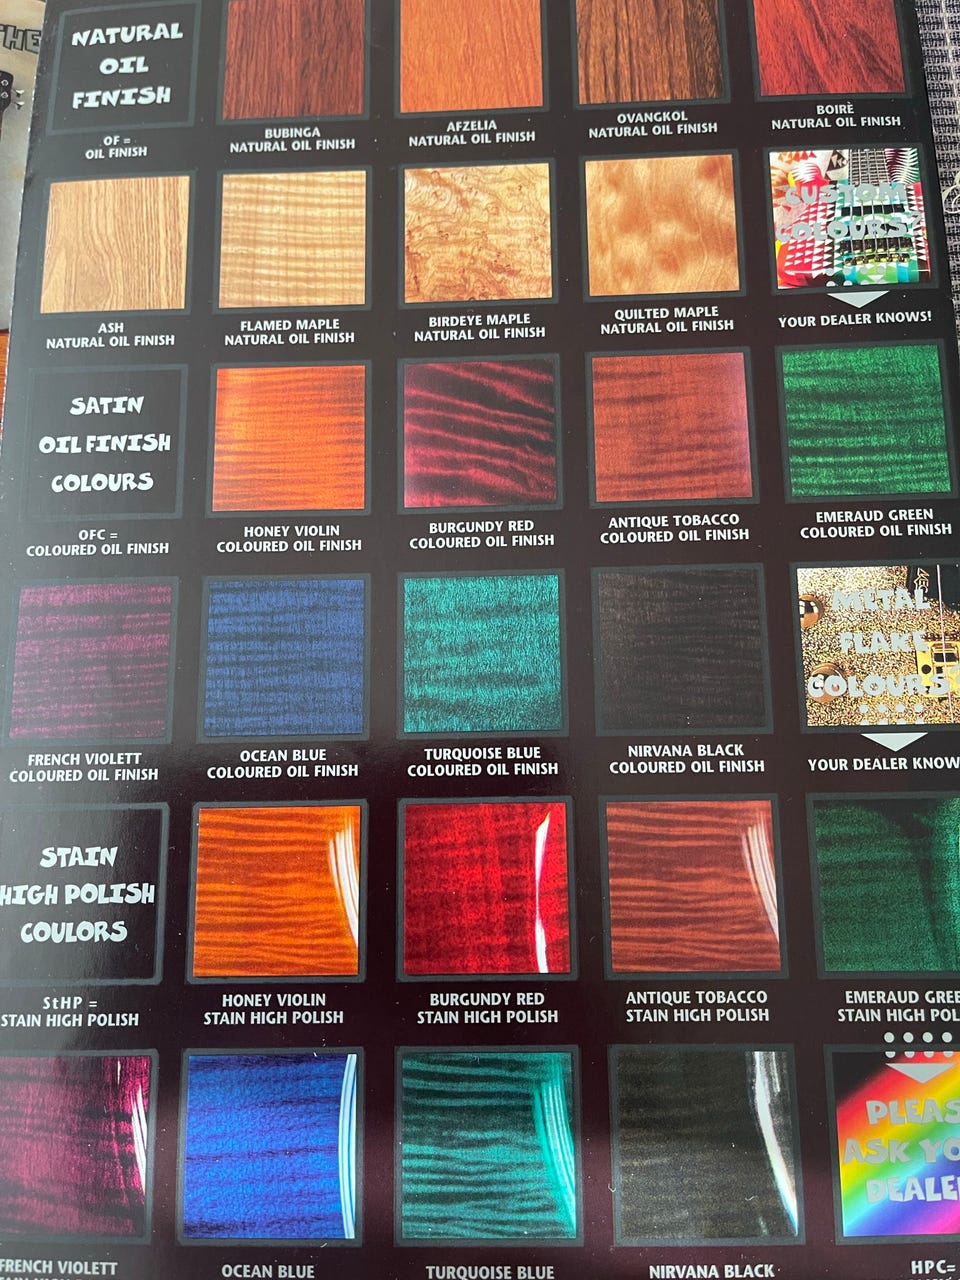 THE
NATURAL
OIL
FINISH
OF =
OIL FINISH
BUBINGA
NATURAL OIL FINISH
AFZELIA
NATURAL OIL FINISH
OVANGKOL
NATURAL OIL FINISH
BOIRÈ
NATURAL OIL FINISH
ASH
NATURAL OIL FINISH
FLAMED MAPLE
NATURAL OIL FINISH
BIRDEYE MAPLE
NATURAL OIL FINISH
QUILTED MAPLE
NATURAL OIL FINISH
CUSTOM
COLOURS?
YOUR DEALER KNOWS!
SATIN
OIL FINISH
COLOURS
OFC =
COLOURED OIL FINISH
HONEY VIOLIN
COLOURED OIL FINISH
BURGUNDY RED
COLOURED OIL FINISH
ANTIQUE TOBACCO
COLOURED OIL FINISH
EMERAUD GREEN
COLOURED OIL FINISH
FRENCH VIOLETT
COLOURED OIL FINISH
OCEAN BLUE
COLOURED OIL FINISH
TURQUOISE BLUE
COLOURED OIL FINISH
NIRVANA BLACK
COLOURED OIL FINISH
METAL
FLAKE
COLOURS
YOUR DEALER KNOW
STAIN
HIGH POLISH
COULORS
StHP =
STAIN HIGH POLISH
HONEY VIOLIN
STAIN HIGH POLISH
BURGUNDY RED
STAIN HIGH POLISH
ANTIQUE TOBACCO
STAIN HIGH POLISH
EMERAUD GREE
STAIN HIGH POL
FRENCH VIOLETT
OCEAN BLUE
TURQUOISE BLUE
NIRVANA BLACK
PLEAS
ASK YO
DEALE
HPC=